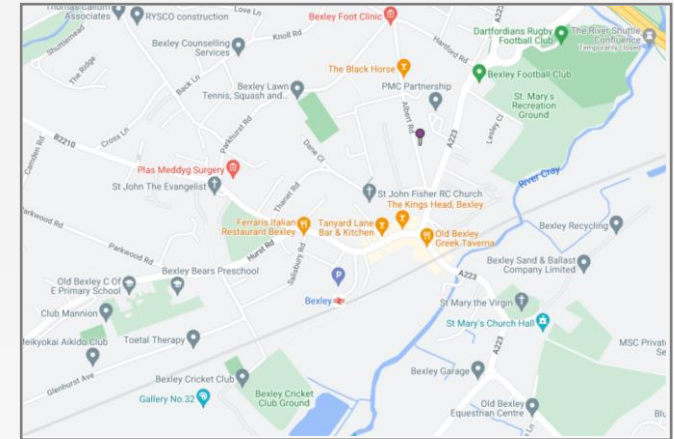 Thomas Callum
Associates
RYSCO construction
Love Ln
Bexley Foot Clinic
Knoll Rd
Hartford Rd
Dartfordians Rugby
Football Club
The River Shuttle
Confluence
Temporarily closed
Shuttlemead
Bexley Counselling
Services
The Ridge
Back Ln
The Black Horse
Bexley Football Club
Bexley Lawn
Tennis, Squash and...
PMC Partnership
St. Mary's
Recreation
Ground
Parkhurst Rd
Albert Rd
A223
Lesley Cl
Cross Ln
B2210
Camden Rd
Dane Cl
Plas Meddyg Surgery
River Cray
St John The Evangelist
Thanet Rd
St John Fisher RC Church
The Kings Head, Bexley
Parkwood Rd
Ferraris Italian
Restaurant Bexley
Tanyard Lane
Bar & Kitchen
Bexley Recycling
Old Bexley
Greek Taverna
Hurst Rd
Parkwood Rd
Salisbury Rd
Bexley Sand & Ballast
Company Limited
Bexley Bears Preschool
Old Bexley C Of
E Primary School
A223
P
Bexley
St Mary the Virgin
Club Mannion
St Mary's Church Hall
Meikyokai Aikido Club
Toetal Therapy
A223
MSC Privat
Se
Glenhurst Ave
Bexley Garage
Bexley Cricket Club
Bexley Cricket
Club Ground
Gallery No.32
Old Bexley
Equestrian Centre